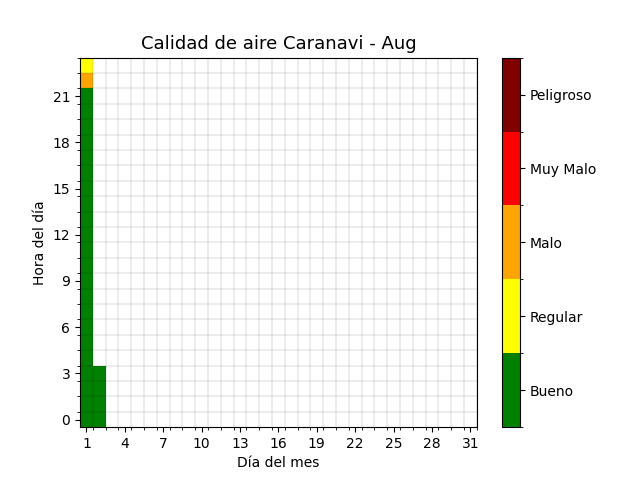 Calidad de aire Caranavi - Aug
Hora del día
21
18
15
12
9
6
3
0
1 4 7 10 13 16 19 22 25 28 31
Día del mes
Peligroso
Muy Malo
Malo
Regular
Bueno